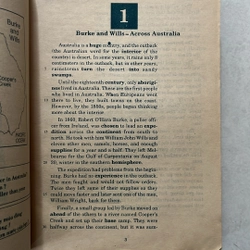 Burke
and Wills
Cooper's
Creek
1
Burke and Wills – Across Australia
Australia is a huge country, and the outback
(the Australian word for the interior of the
country) is desert. In some years, it rains only 8
centimeters in the outback, but in other years,
rainstorms turn the desert into sandy
swamps.
Until the eighteenth century, only aborigi-
nes lived in Australia. These are the first people
who lived in Australia. When Europeans went
there to live, they built towns on the coast.
However, by the 1850s, people began thinking
more about the interior.
In 1860, Robert O'Hara Burke, a police offi-
cer from Ireland, was chosen to lead an expe-
dition across the continent from south to
north. He took with him William John Wills and
eleven other men, camels, horses, and enough
supplies for a year and a half. They left Mel-
bourne for the Gulf of Carpentaria on August
winter, in the southern hemisphere.
The expedition had problems from the begin-
ning. Burke had no experience in the outback.
The men fought and would not follow orders.
Twice they left some of their supplies so they
could move faster and later sent one of the men,
William Wright, back for them.
Finally, a small group led by Burke moved on
ahead of the others to a river named Cooper's
Creek and set up their base camp. They were
halfway across the continent, but it was sum-